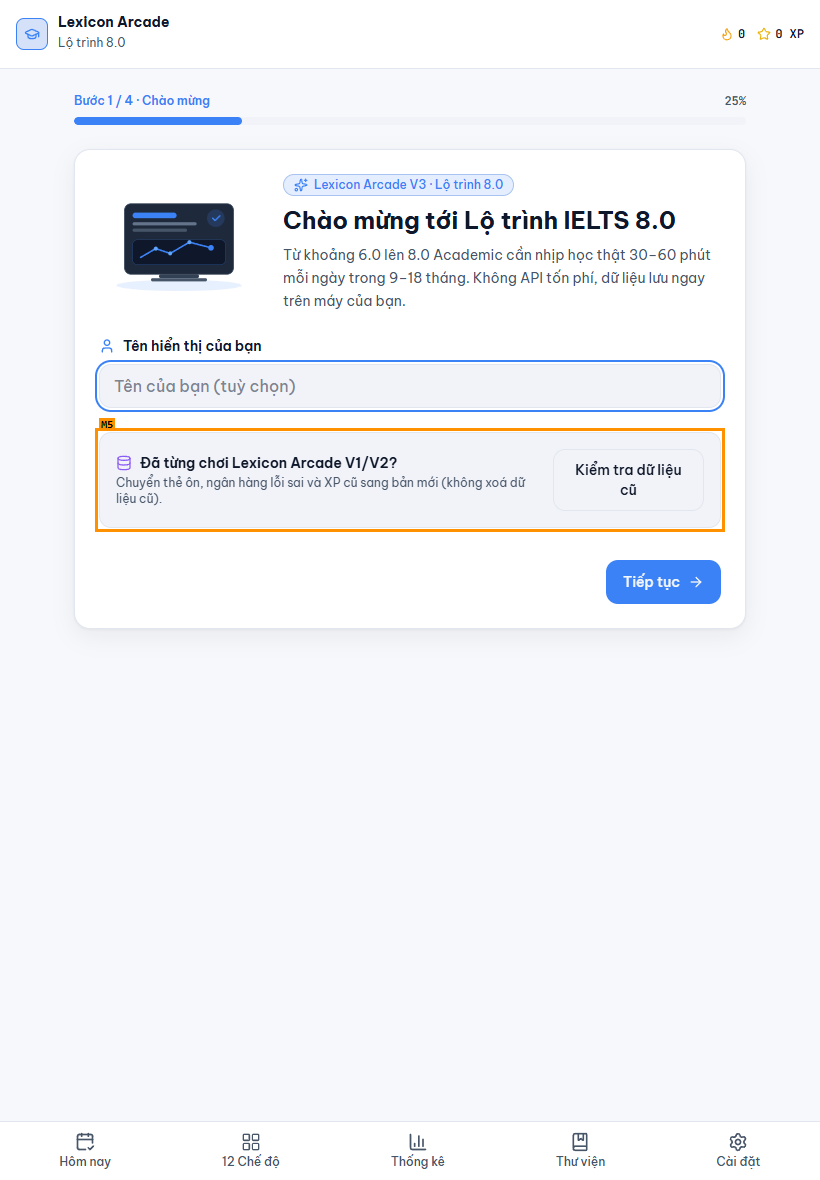 Lexicon Arcade
Lộ trình 8.0
0
0 XP
Bước 1 / 4 · Chào mừng
25%
Lexicon Arcade V3 · Lộ trình 8.0
Chào mừng tới Lộ trình IELTS 8.0
Từ khoảng 6.0 lên 8.0 Academic cần nhịp học thật 30–60 phút
mỗi ngày trong 9–18 tháng. Không API tốn phí, dữ liệu lưu ngay
trên máy của bạn.
Tên hiển thị của bạn
Tên của bạn (tuỳ chọn)
M5
Đã từng chơi Lexicon Arcade V1/V2?
Chuyển thẻ ôn, ngân hàng lỗi sai và XP cũ sang bản mới (không xoá dữ
liệu cũ).
Kiểm tra dữ liệu
cũ
Tiếp tục
Hôm nay
12 Chế độ
Thống kê
Thư viện
Cài đặt